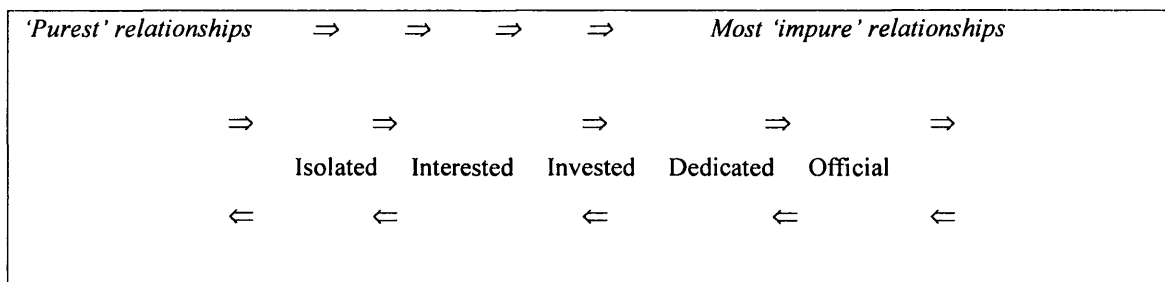 ‘Purest’ relationships ⇒ ⇒ ⇒ ⇒ Most ‘impure’ relationships
⇒ ⇒ ⇒ ⇒ ⇒
Isolated Interested Invested Dedicated Official
⇐ ⇐ ⇐ ⇐ ⇐